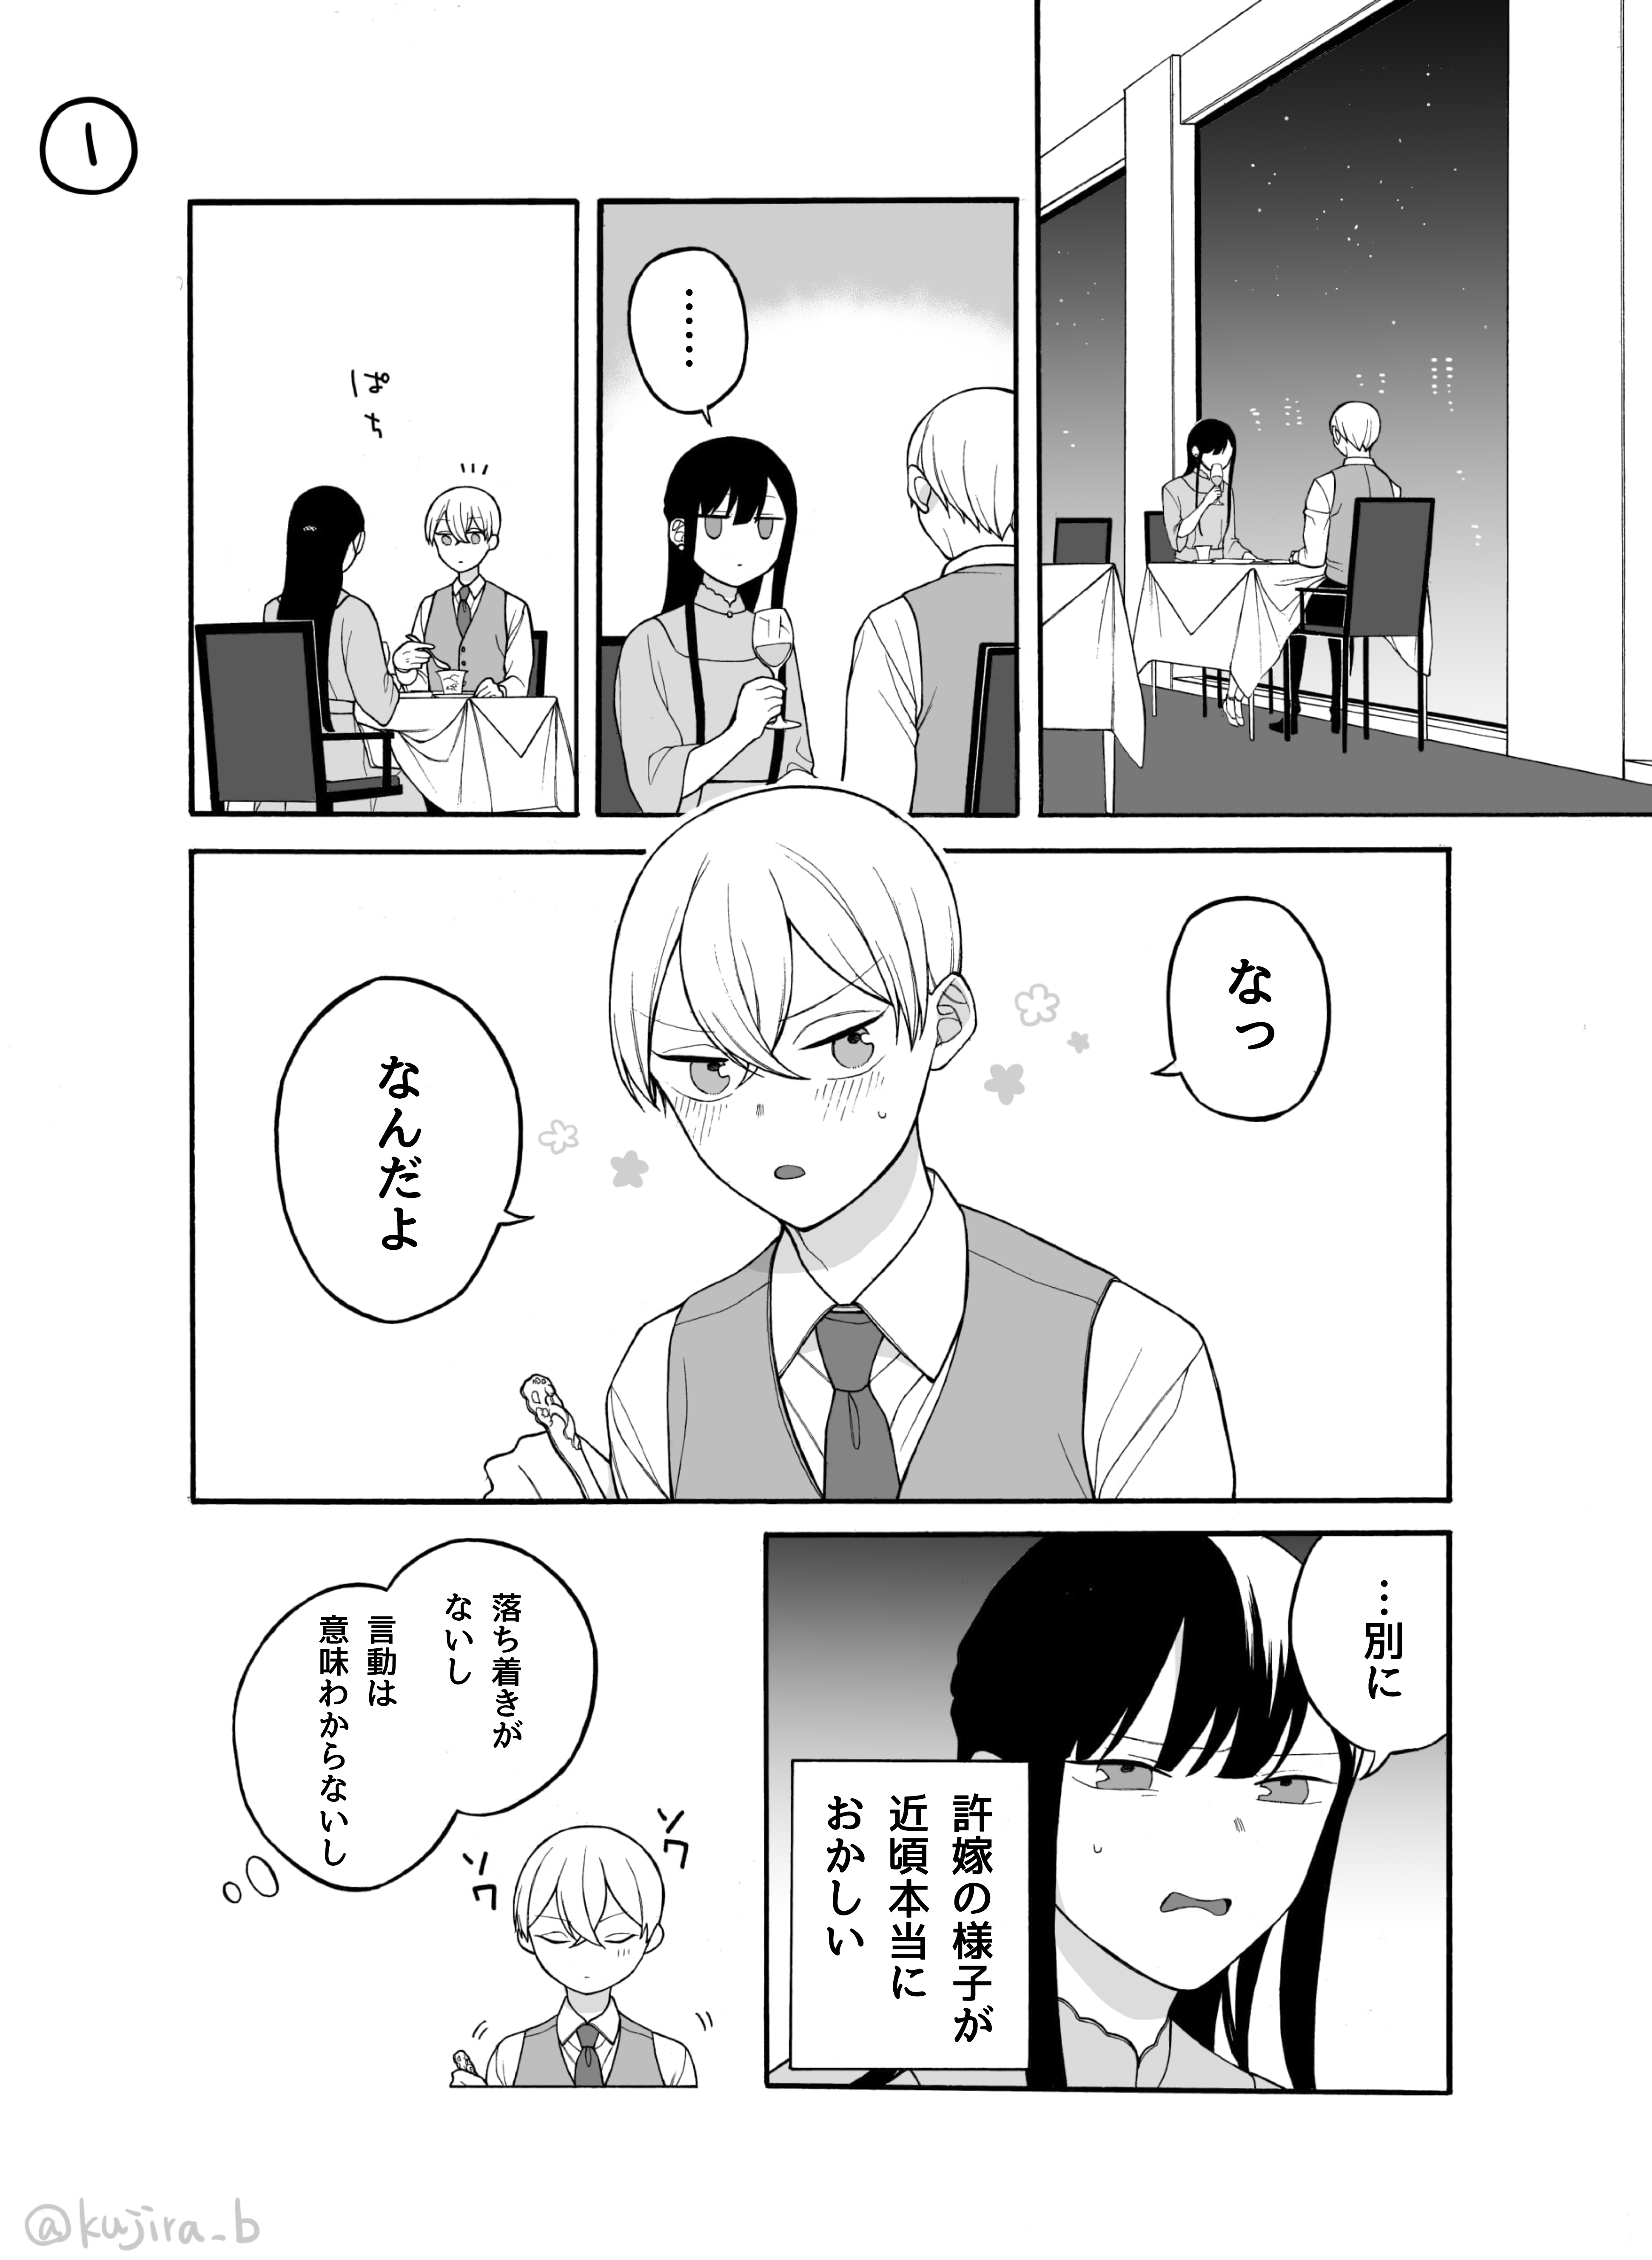 1
……
ぱち
なっ
なんだよ
…別に
許嫁の様子が
近頃本当に
おかしい
落ち着きが
ないし
言動は
意味わからないし
ソワ
ソワ
@kujira_b